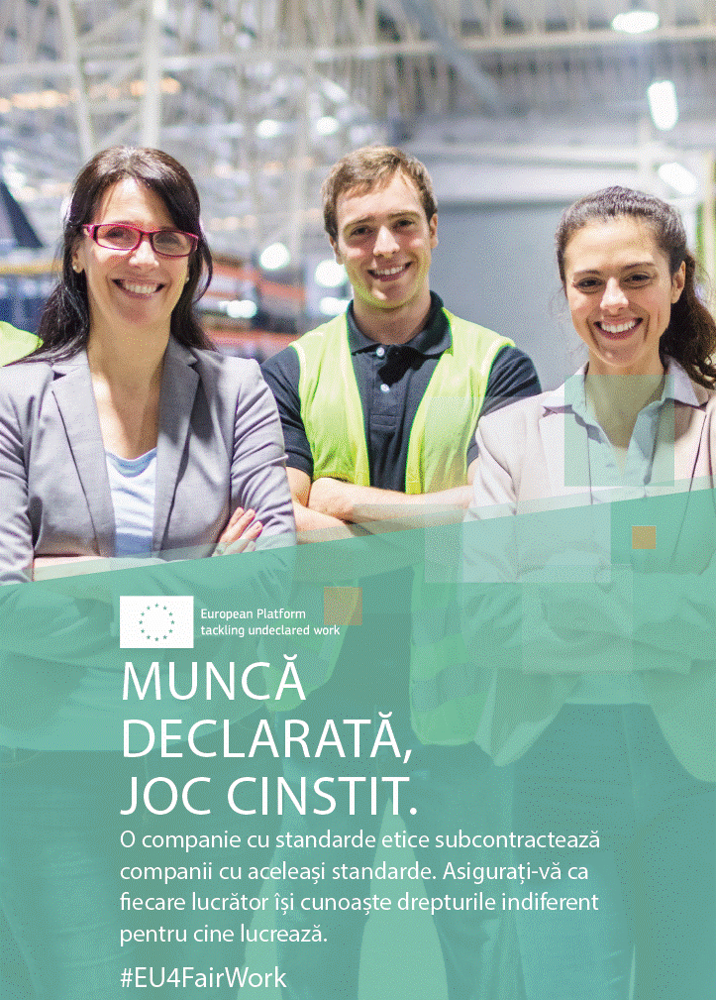 European Platform
tackling undeclared work
MUNCĂ
DECLARATĂ,
JOC CINSTIT.
O companie cu standarde etice subcontractează
companii cu aceleași standarde. Asigurați-vă ca
fiecare lucrător își cunoaște drepturile indiferent
pentru cine lucrează.
#EU4FairWork